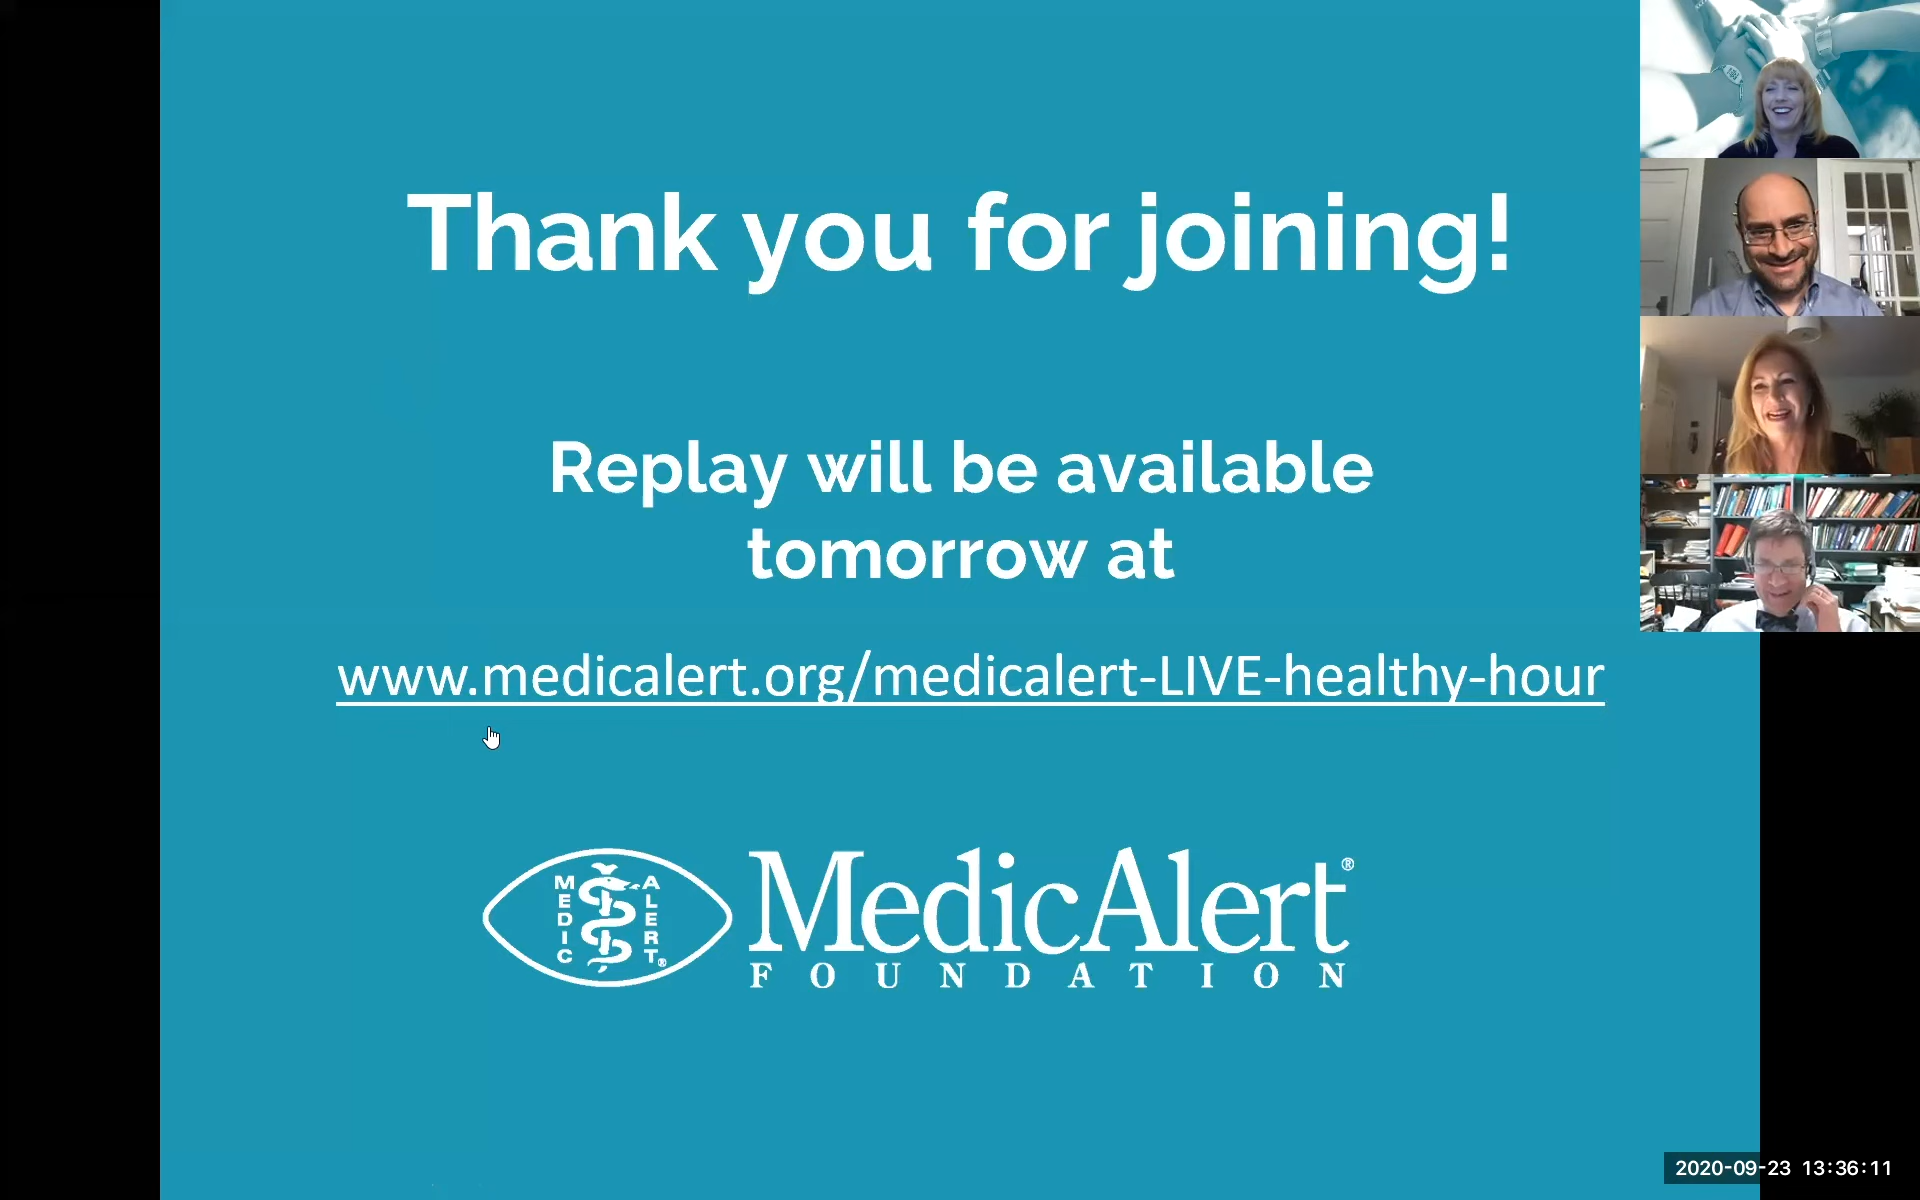 Thank you for joining!
Replay will be available
tomorrow at
www.medicalert.org/medicalert-LIVE-healthy-hour
MEDIC ALERT®
MedicAlert®
FOUNDATION
2020-09-23 13:36:11